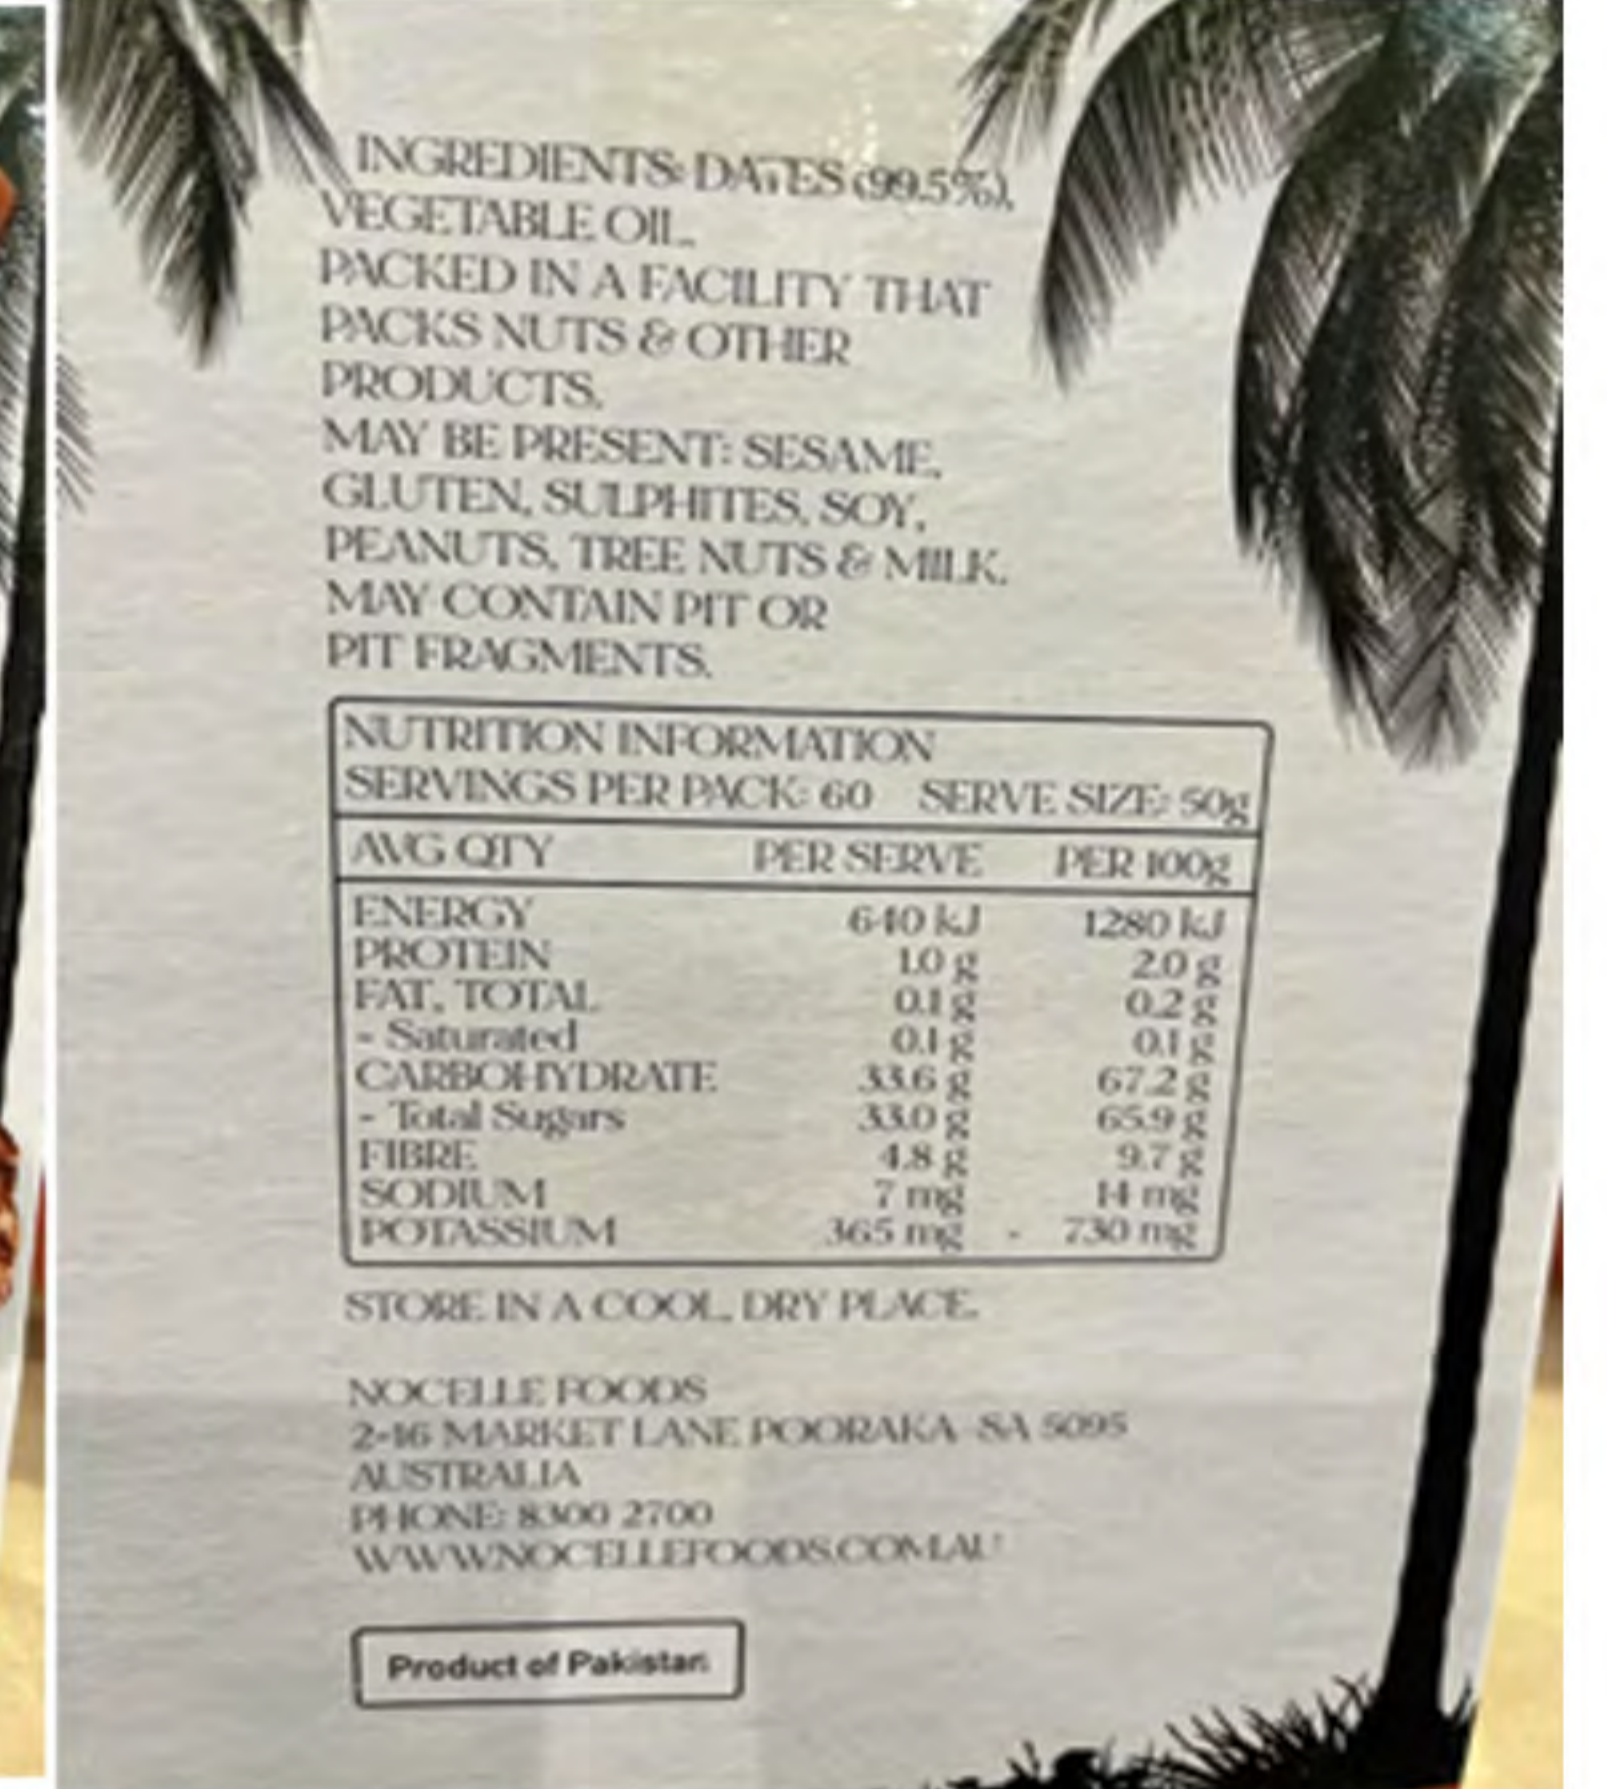 INGREDIENTS: DATES (99.5%),
VEGETABLE OIL.
PACKED IN A FACILITY THAT
PACKS NUTS & OTHER
PRODUCTS.
MAY BE PRESENT: SESAME,
GLUTEN, SULPHITES, SOY,
PEANUTS, TREE NUTS & MILK.
MAY CONTAIN PIT OR
PIT FRAGMENTS.
NUTRITION INFORMATION
SERVINGS PER PACK: 60 SERVE SIZE: 50g
AVG QTY PER SERVE PER 100g
ENERGY 640 kJ 1280 kJ
PROTEIN 1.0 g 2.0 g
FAT, TOTAL 0.1 g 0.2 g
- Saturated 0.1 g 0.1 g
CARBOHYDRATE 33.6 g 67.2 g
- Total Sugars 33.0 g 65.9 g
FIBRE 4.8 g 9.7 g
SODIUM 7 mg 14 mg
POTASSIUM 365 mg - 730 mg
STORE IN A COOL, DRY PLACE.
NOCELLE FOODS
2-16 MARKET LANE POORAKA SA 5095
AUSTRALIA
PHONE: 8300 2700
WWW.NOCELLEFOODS.COM.AU
Product of Pakistan